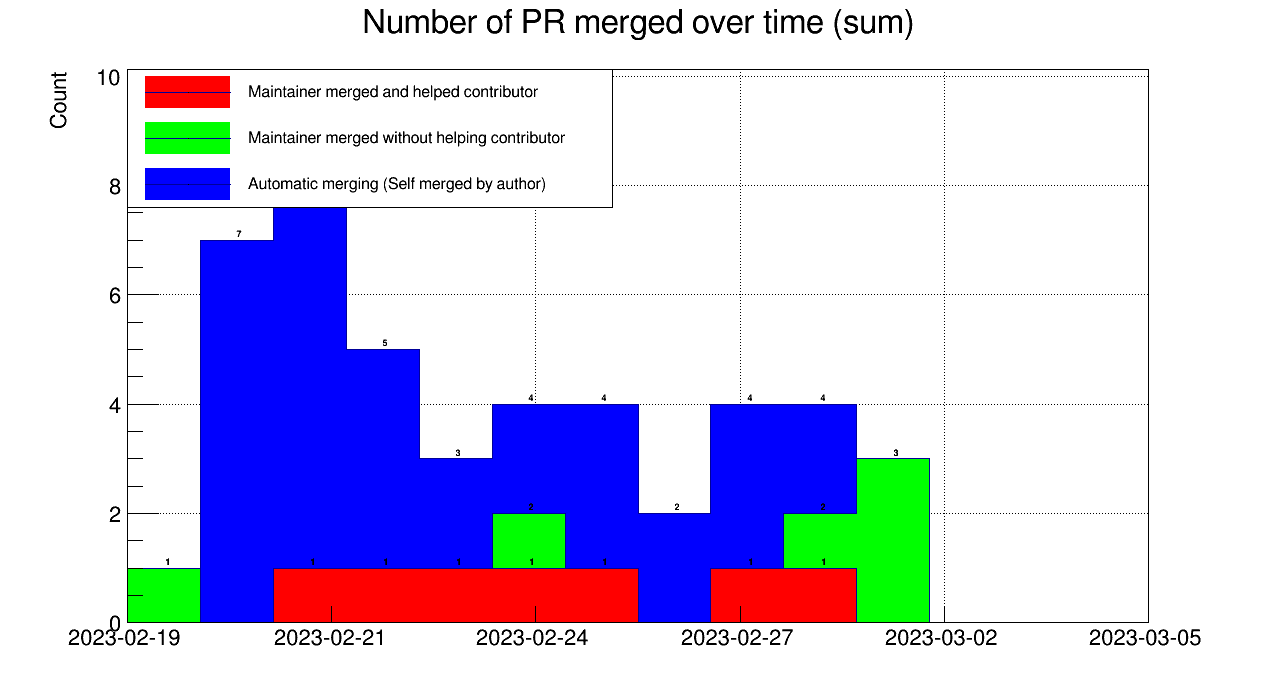 Number of PR merged over time (sum)
Count
10
8
6
4
2
0
Maintainer merged and helped contributor
Maintainer merged without helping contributor
Automatic merging (Self merged by author)
7
5
4 4 4 4
3 3
2 2 2 2
1 1 1 1 1 1 1 1
2023-02-19 2023-02-21 2023-02-24 2023-02-27 2023-03-02 2023-03-05